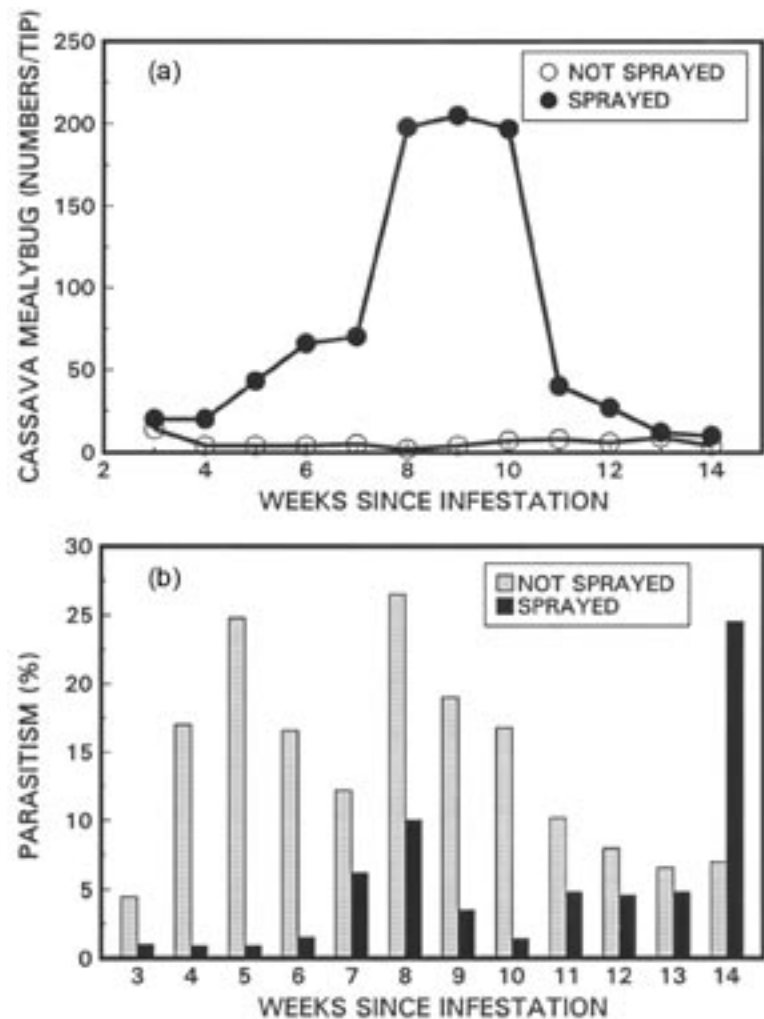 (a)
NOT SPRAYED
SPRAYED
CASSAVA MEALYBUG (NUMBERS/TIP)
250
200
150
100
50
0
2 4 6 8 10 12 14
WEEKS SINCE INFESTATION
(b)
NOT SPRAYED
SPRAYED
PARASITISM (%)
30
25
20
15
10
5
0
3 4 5 6 7 8 9 10 11 12 13 14
WEEKS SINCE INFESTATION